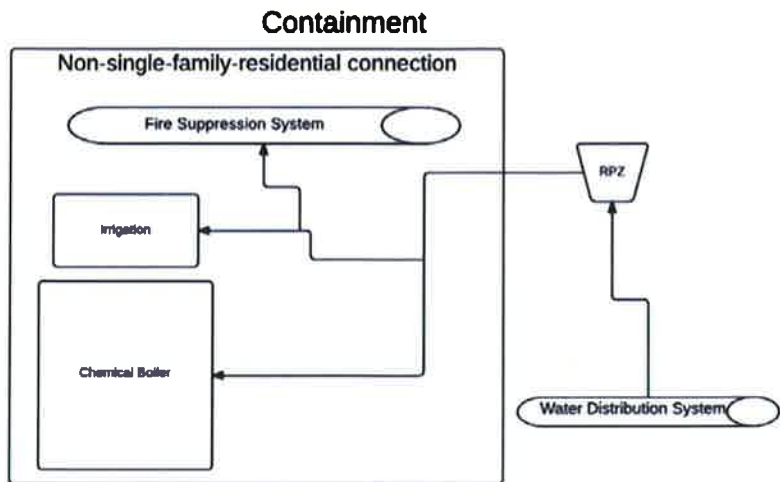 Containment
Non-single-family-residential connection
Fire Suppression System
RPZ
Irrigation
Chemical Boiler
Water Distribution System